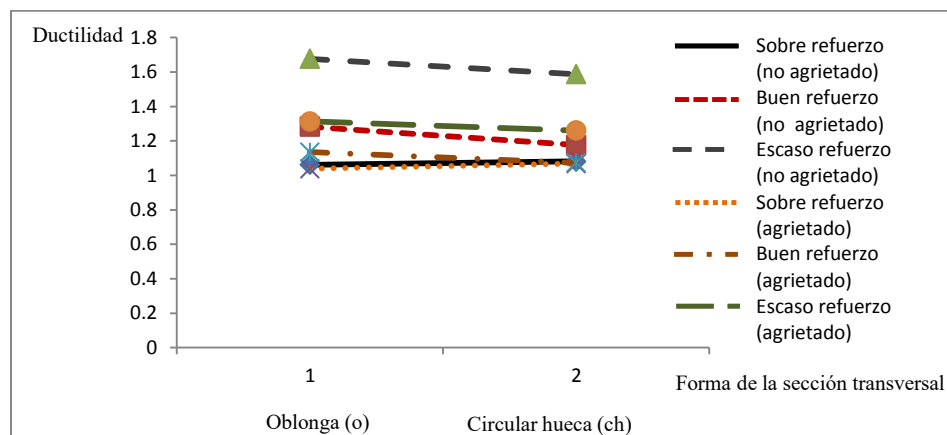 Ductilidad
1.8
1.6
1.4
1.2
1
0.8
0.6
0.4
0.2
0
1
2
Oblonga (o)
Circular hueca (ch)
Forma de la sección transversal
Sobre refuerzo
(no agrietado)
Buen refuerzo
(no agrietado)
Escaso refuerzo
(no agrietado)
Sobre refuerzo
(agrietado)
Buen refuerzo
(agrietado)
Escaso refuerzo
(agrietado)